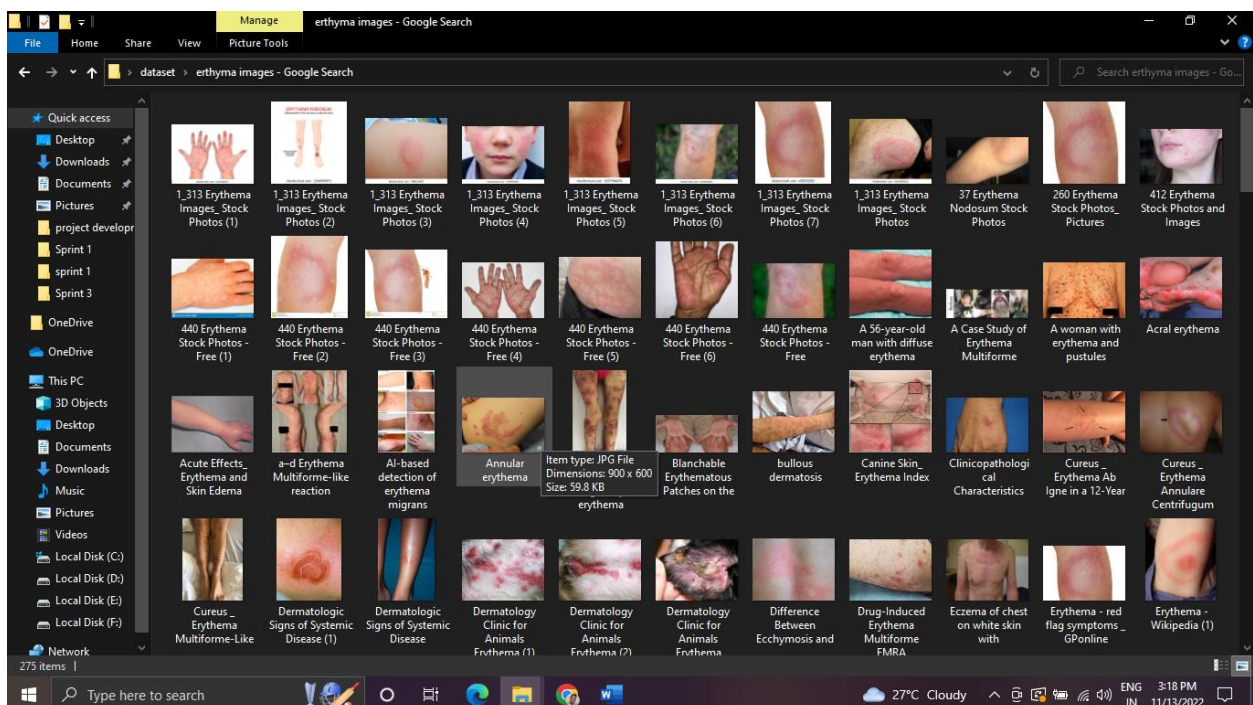 Manage
erthyma images - Google Search
File
Home
Share
View
Picture Tools
dataset › erthyma images - Google Search
Search erthyma images - Go...
Quick access
Desktop
Downloads
Documents
Pictures
project developr
Sprint 1
sprint 1
Sprint 3
OneDrive
OneDrive
This PC
3D Objects
Desktop
Documents
Downloads
Music
Pictures
Videos
Local Disk (C:)
Local Disk (D:)
Local Disk (E:)
Local Disk (F:)
Network
1_313 Erythema
Images_ Stock
Photos (1)
1_313 Erythema
Images_ Stock
Photos (2)
1_313 Erythema
Images_ Stock
Photos (3)
1_313 Erythema
Images_ Stock
Photos (4)
1_313 Erythema
Images_ Stock
Photos (5)
1_313 Erythema
Images_ Stock
Photos (6)
1_313 Erythema
Images_ Stock
Photos (7)
1_313 Erythema
Images_ Stock
Photos
37 Erythema
Nodosum Stock
Photos
260 Erythema
Stock Photos_
Pictures
412 Erythema
Stock Photos and
Images
440 Erythema
Stock Photos -
Free (1)
440 Erythema
Stock Photos -
Free (2)
440 Erythema
Stock Photos -
Free (3)
440 Erythema
Stock Photos -
Free (4)
440 Erythema
Stock Photos -
Free (5)
440 Erythema
Stock Photos -
Free (6)
440 Erythema
Stock Photos -
Free
A 56-year-old
man with diffuse
erythema
A Case Study of
Erythema
Multiforme
A woman with
erythema and
pustules
Acral erythema
Acute Effects_
Erythema and
Skin Edema
a–d Erythema
Multiforme-like
reaction
AI-based
detection of
erythema
migrans
Annular
erythema
Item type: JPG File
Dimensions: 900 x 600
Size: 59.8 KB
erythema
Blanchable
Erythematous
Patches on the
bullous
dermatosis
Canine Skin_
Erythema Index
Clinicopathologi
cal
Characteristics
Cureus _
Erythema Ab
Igne in a 12-Year
Cureus _
Erythema
Annulare
Centrifugum
Cureus _
Erythema
Multiforme-Like
Dermatologic
Signs of Systemic
Disease (1)
Dermatologic
Signs of Systemic
Disease
Dermatology
Clinic for
Animals
Erythema (1)
Dermatology
Clinic for
Animals
Erythema (2)
Dermatology
Clinic for
Animals
Erythema
Difference
Between
Ecchymosis and
Drug-Induced
Erythema
Multiforme
FMRA
Eczema of chest
on white skin
with
Erythema - red
flag symptoms _
GPonline
Erythema -
Wikipedia (1)
275 items
Type here to search
27°C Cloudy
ENG
IN
3:18 PM
11/13/2022